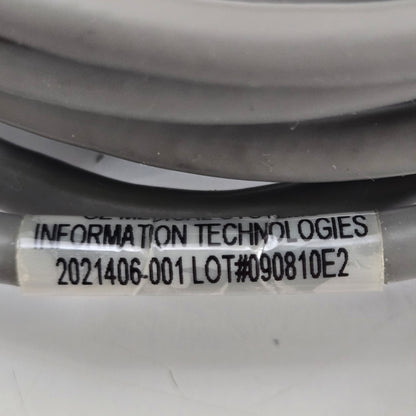 INFORMATION TECHNOLOGIES
2021406-001 LOT#090810E2